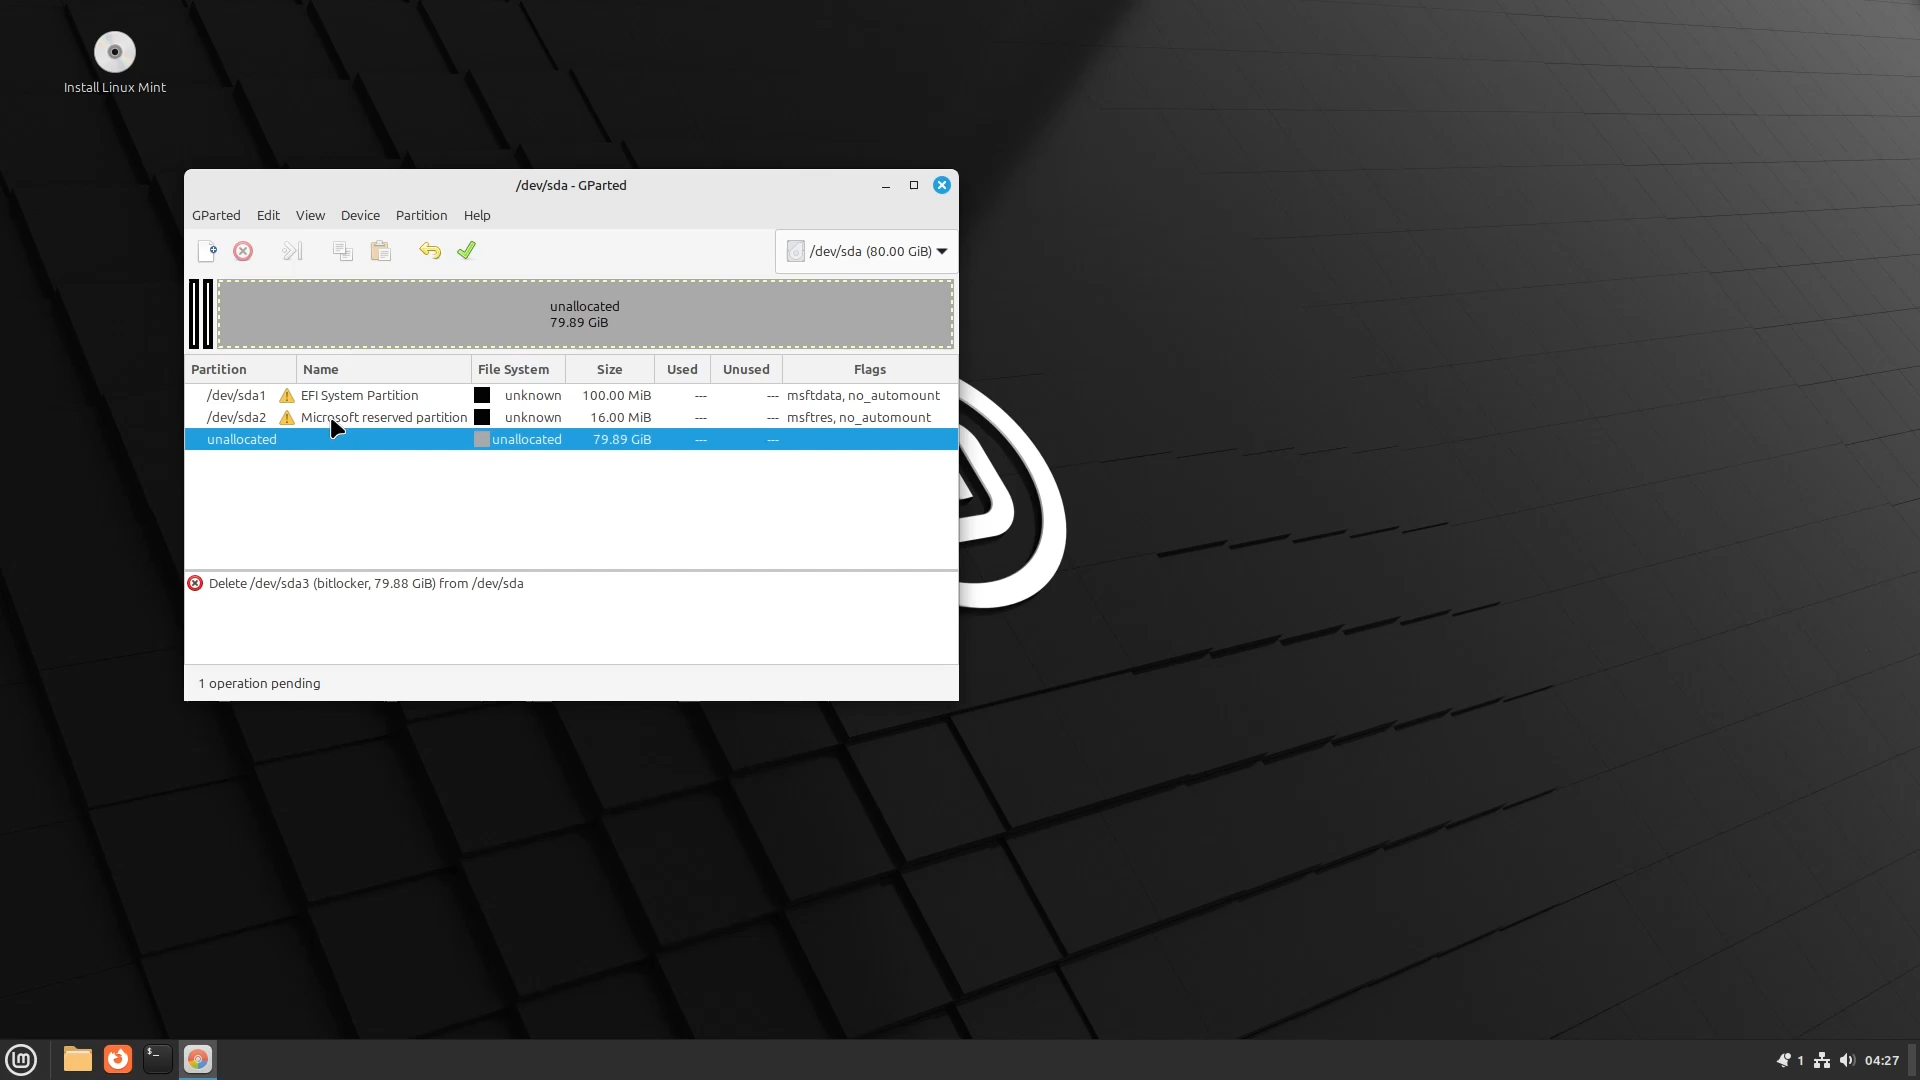 Install Linux Mint
/dev/sda - GParted
GParted Edit View Device Partition Help
/dev/sda (80.00 GiB)
unallocated
79.89 GiB
Partition Name File System Size Used Unused Flags
/dev/sda1 EFI System Partition unknown 100.00 MiB --- --- msftdata, no_automount
/dev/sda2 Microsoft reserved partition unknown 16.00 MiB --- --- msftres, no_automount
unallocated unallocated 79.89 GiB --- ---
Delete /dev/sda3 (bitlocker, 79.88 GiB) from /dev/sda
1 operation pending
1 04:27